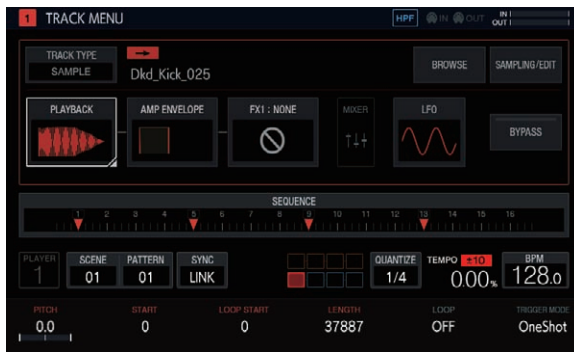 1 TRACK MENU HPF IN OUT IN OUT
TRACK TYPE
SAMPLE Dkd_Kick_025 BROWSE SAMPLING/EDIT
PLAYBACK AMP ENVELOPE FX1 : NONE MIXER LFO BYPASS
SEQUENCE
1 2 3 4 5 6 7 8 9 10 11 12 13 14 15 16
PLAYER SCENE PATTERN SYNC QUANTIZE TEMPO ±10 BPM
1 01 01 LINK 1/4 0.00% 128.0
PITCH START LOOP START LENGTH LOOP TRIGGER MODE
0.0 0 0 37887 OFF OneShot